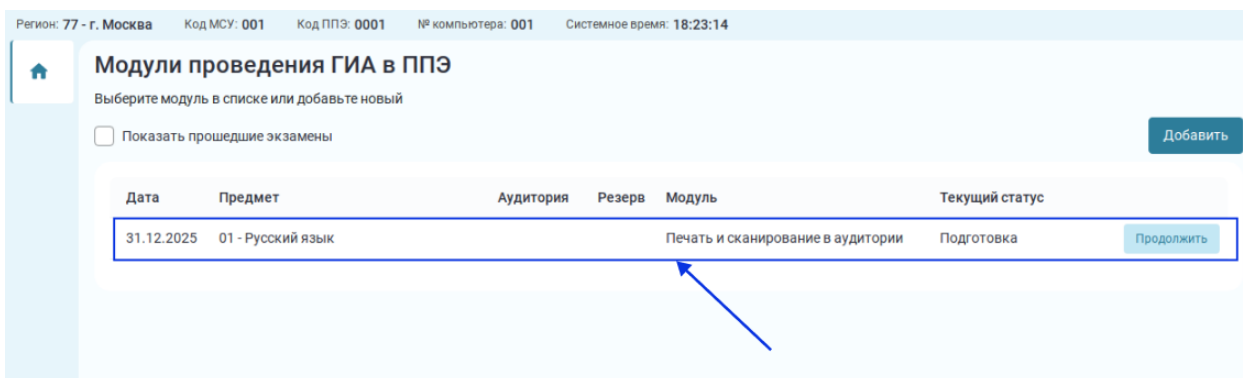 Регион: 77 - г. Москва Код МСУ: 001 Код ППЭ: 0001 № компьютера: 001 Системное время: 18:23:14
Модули проведения ГИА в ППЭ
Выберите модуль в списке или добавьте новый
Показать прошедшие экзамены Добавить
Дата Предмет Аудитория Резерв Модуль Текущий статус
31.12.2025 01 - Русский язык Печать и сканирование в аудитории Подготовка Продолжить